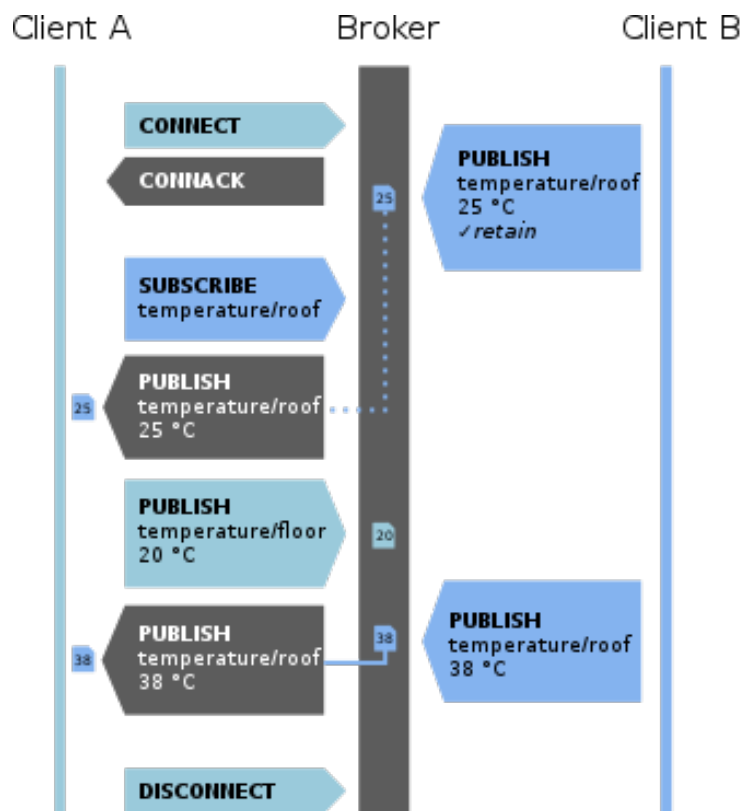 Client A
Broker
Client B
CONNECT
CONNACK
PUBLISH
temperature/roof
25 °C
✓retain
25
SUBSCRIBE
temperature/roof
PUBLISH
temperature/roof
25 °C
25
PUBLISH
temperature/floor
20 °C
20
PUBLISH
temperature/roof
38 °C
38
PUBLISH
temperature/roof
38 °C
38
DISCONNECT